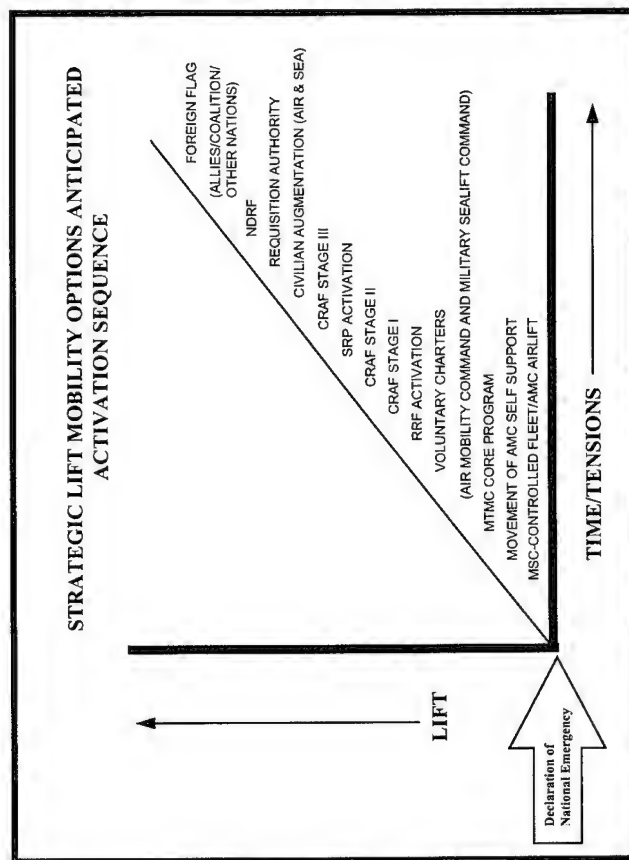 STRATEGIC LIFT MOBILITY OPTIONS ANTICIPATED
ACTIVATION SEQUENCE
LIFT
FOREIGN FLAG
(ALLIES/COALITION/
OTHER NATIONS)
NDRF
REQUISITION AUTHORITY
CIVILIAN AUGMENTATION (AIR & SEA)
CRAF STAGE III
SRP ACTIVATION
CRAF STAGE II
CRAF STAGE I
RRF ACTIVATION
VOLUNTARY CHARTERS
(AIR MOBILITY COMMAND AND MILITARY SEALIFT COMMAND)
MTMC CORE PROGRAM
MOVEMENT OF AMC SELF SUPPORT
MSC-CONTROLLED FLEET/AMC AIRLIFT
Declaration of
National Emergency
TIME/TENSIONS